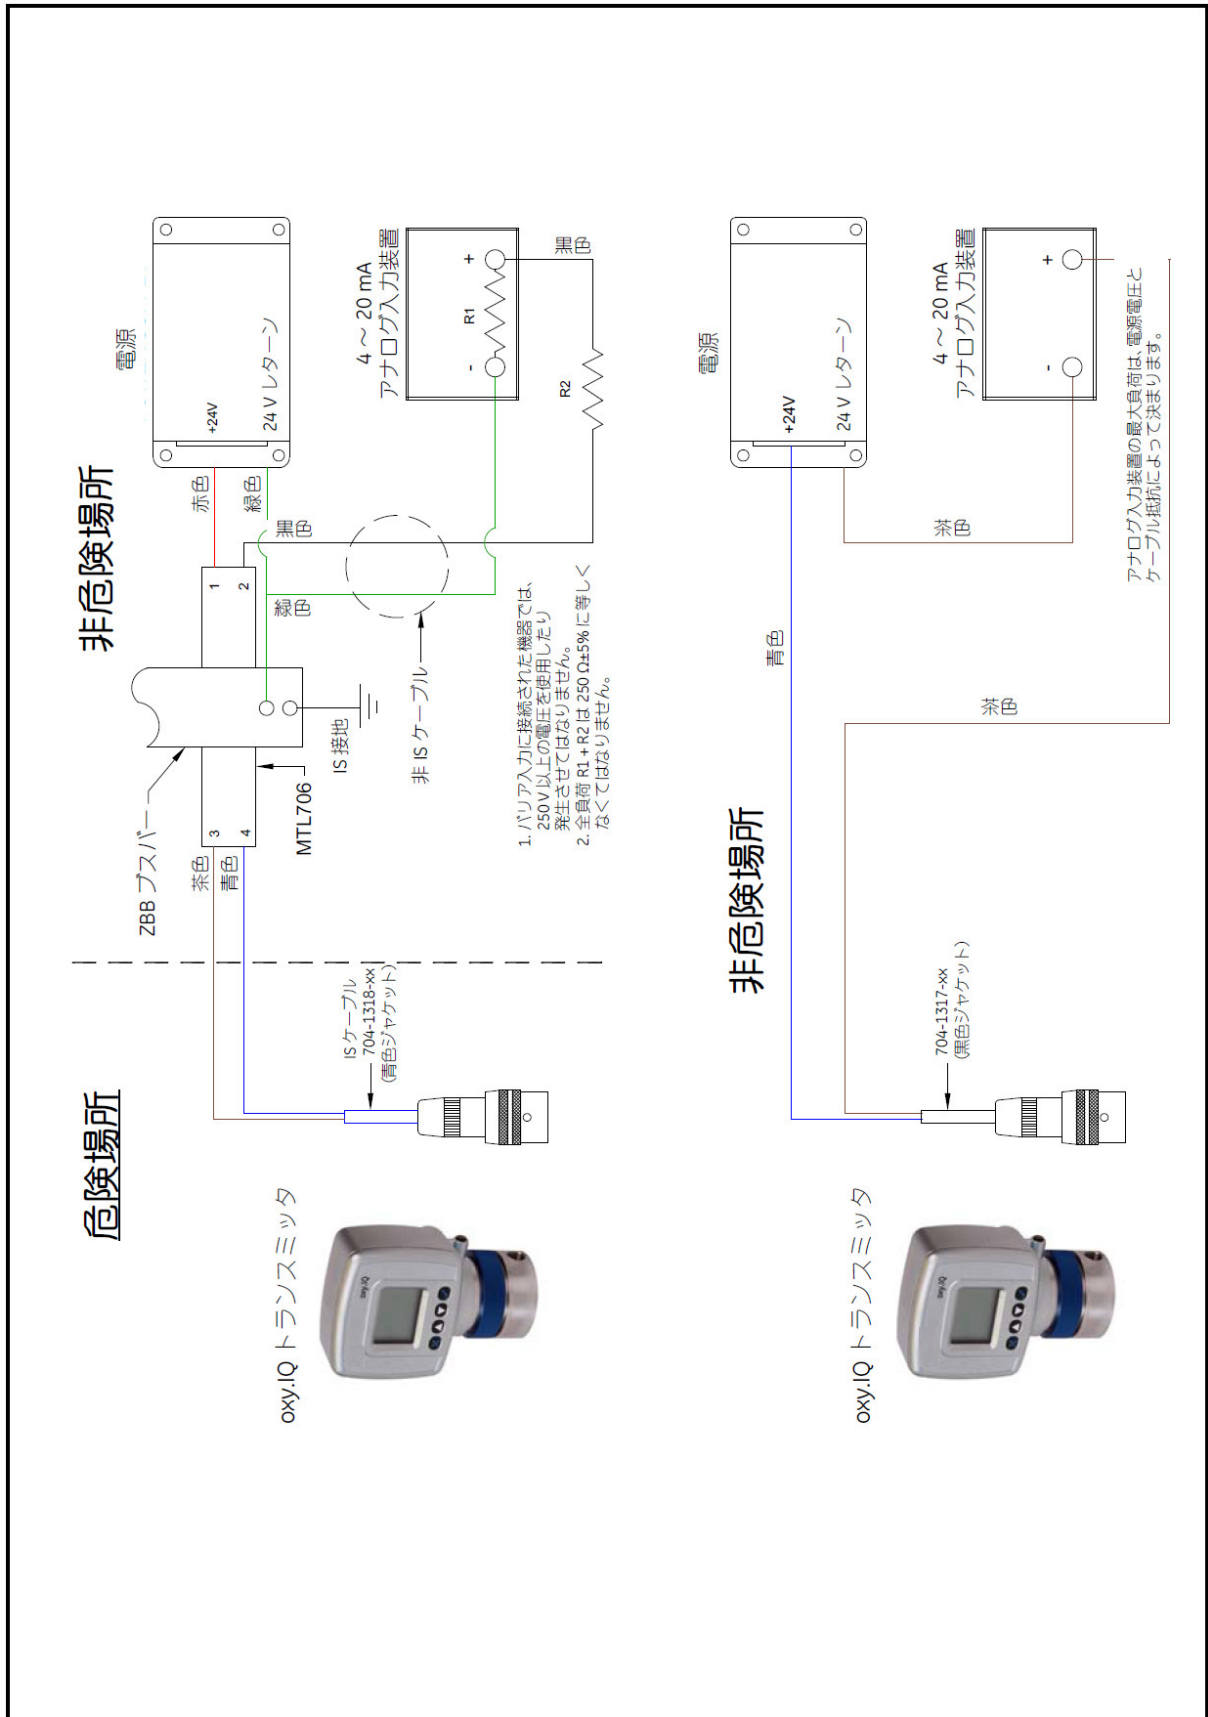 危険場所
非危険場所
oxy.IQ トランスミッタ
oxy.IQ
IS ケーブル
704-1318-xx
(青色ジャケット)
茶色
青色
3
4
MTL706
ZBB ブスバー
IS 接地
1
2
赤色
緑色
黒色
緑色
非 IS ケーブル
電源
+24V
24 V レターン
4 ～ 20 mA
アナログ入力装置
-
+
R1
R2
黒色
1. バリア入力に接続された機器では、
250 V 以上の電圧を使用したり
発生させてはなりません。
2. 全負荷 R1 + R2 は 250 Ω±5% に等しく
なくてはなりません。
非危険場所
oxy.IQ トランスミッタ
oxy.IQ
704-1317-xx
(黒色ジャケット)
青色
茶色
茶色
電源
+24V
24 V レターン
4 ～ 20 mA
アナログ入力装置
-
+
アナログ入力装置の最大負荷は、電源電圧と
ケーブル抵抗によって決まります。